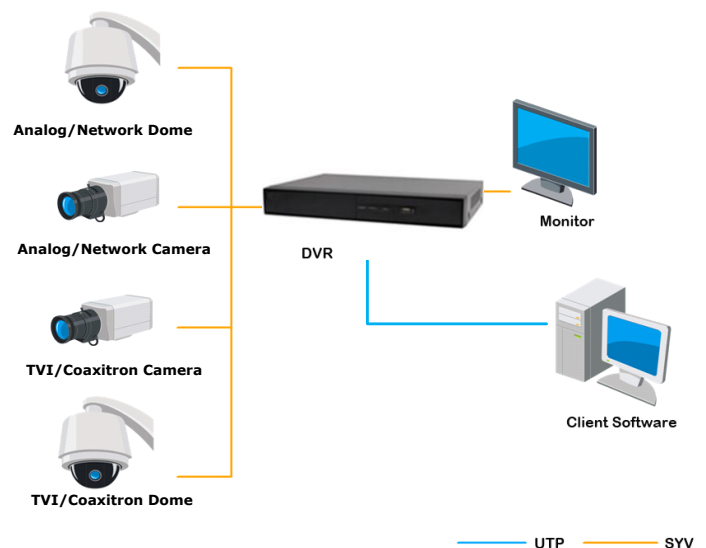 Analog/Network Dome
Analog/Network Camera
TVI/Coaxitron Camera
TVI/Coaxitron Dome
DVR
Monitor
Client Software
UTP
SYV